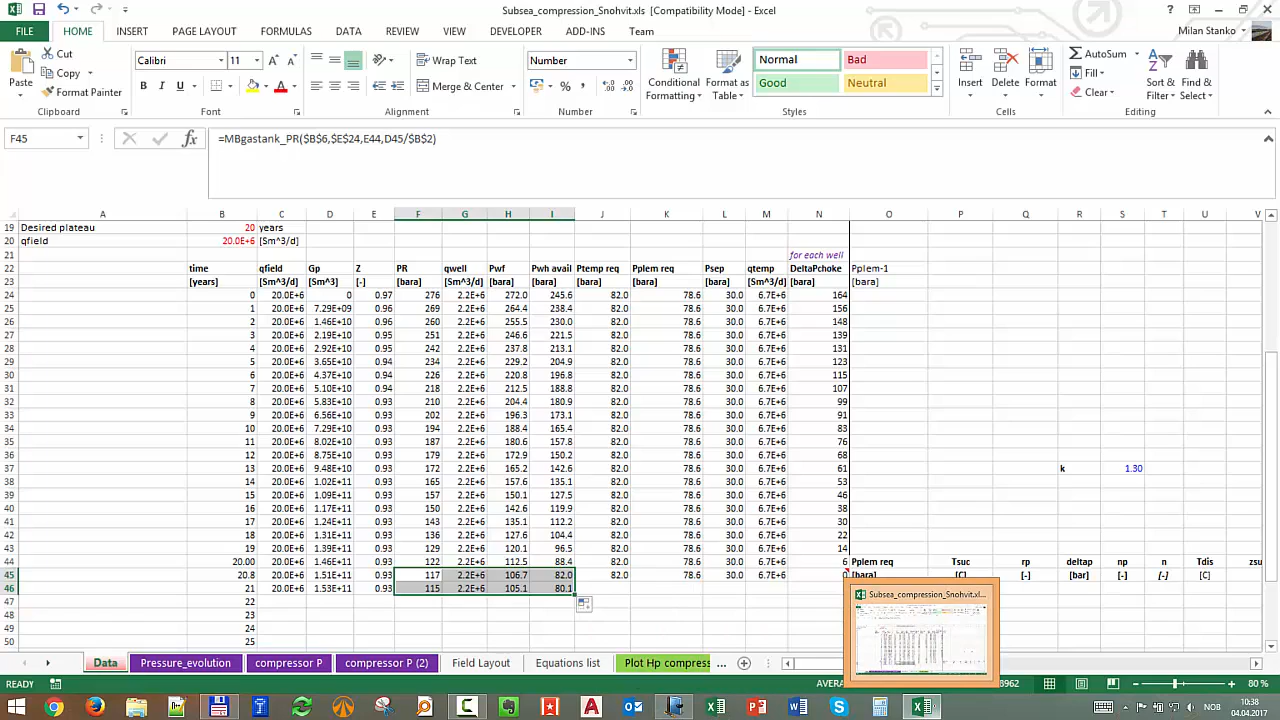 Subsea_compression_Snohvit.xls [Compatibility Mode] - Excel
FILE HOME INSERT PAGE LAYOUT FORMULAS DATA REVIEW VIEW DEVELOPER ADD-INS Team Milan Stanko
Cut Calibri 11 Wrap Text Number Normal Bad AutoSum
Copy Fill
Paste Format Painter B I U Merge & Center % , Conditional Formatting Format as Table Good Neutral Insert Delete Format Clear Sort & Filter Find & Select
Clipboard Font Alignment Number Styles Cells Editing
F45 fx =MBgastank_PR($B$6,$E$24,E44,D45/$B$2)
A B C D E F G H I J K L M N O P Q R S T U V
19 Desired plateau 20 years
20 qfield 20.0E+6 [Sm^3/d]
21 for each well
22 time qfield Gp Z PR qwell Pwf Pwh avail Ptemp req Pplem req Psep qtemp DeltaPchoke Pplem-1
23 [years] [Sm^3/d] [Sm^3] [-] [bara] [Sm^3/d] [bara] [bara] [bara] [bara] [bara] [Sm^3/d] [bara] [bara]
24 0 20.0E+6 0 0.97 276 2.2E+6 272.0 245.6 82.0 78.6 30.0 6.7E+6 164
25 1 20.0E+6 7.29E+09 0.96 269 2.2E+6 264.4 238.4 82.0 78.6 30.0 6.7E+6 156
26 2 20.0E+6 1.46E+10 0.96 260 2.2E+6 255.5 230.0 82.0 78.6 30.0 6.7E+6 148
27 3 20.0E+6 2.19E+10 0.95 251 2.2E+6 246.6 221.5 82.0 78.6 30.0 6.7E+6 139
28 4 20.0E+6 2.92E+10 0.95 242 2.2E+6 237.8 213.1 82.0 78.6 30.0 6.7E+6 131
29 5 20.0E+6 3.65E+10 0.94 234 2.2E+6 229.2 204.9 82.0 78.6 30.0 6.7E+6 123
30 6 20.0E+6 4.37E+10 0.94 226 2.2E+6 220.8 196.8 82.0 78.6 30.0 6.7E+6 115
31 7 20.0E+6 5.10E+10 0.94 218 2.2E+6 212.5 188.8 82.0 78.6 30.0 6.7E+6 107
32 8 20.0E+6 5.83E+10 0.93 210 2.2E+6 204.4 180.9 82.0 78.6 30.0 6.7E+6 99
33 9 20.0E+6 6.56E+10 0.93 202 2.2E+6 196.3 173.1 82.0 78.6 30.0 6.7E+6 91
34 10 20.0E+6 7.29E+10 0.93 194 2.2E+6 188.4 165.4 82.0 78.6 30.0 6.7E+6 83
35 11 20.0E+6 8.02E+10 0.93 187 2.2E+6 180.6 157.8 82.0 78.6 30.0 6.7E+6 76
36 12 20.0E+6 8.75E+10 0.93 179 2.2E+6 172.9 150.2 82.0 78.6 30.0 6.7E+6 68
37 13 20.0E+6 9.48E+10 0.93 172 2.2E+6 165.2 142.6 82.0 78.6 30.0 6.7E+6 61 k 1.30
38 14 20.0E+6 1.02E+11 0.93 165 2.2E+6 157.6 135.1 82.0 78.6 30.0 6.7E+6 53
39 15 20.0E+6 1.09E+11 0.93 157 2.2E+6 150.1 127.5 82.0 78.6 30.0 6.7E+6 46
40 16 20.0E+6 1.17E+11 0.93 150 2.2E+6 142.6 119.9 82.0 78.6 30.0 6.7E+6 38
41 17 20.0E+6 1.24E+11 0.93 143 2.2E+6 135.1 112.2 82.0 78.6 30.0 6.7E+6 30
42 18 20.0E+6 1.31E+11 0.93 136 2.2E+6 127.6 104.4 82.0 78.6 30.0 6.7E+6 22
43 19 20.0E+6 1.39E+11 0.93 129 2.2E+6 120.1 96.5 82.0 78.6 30.0 6.7E+6 14
44 20.00 20.0E+6 1.46E+11 0.93 122 2.2E+6 112.5 88.4 82.0 78.6 30.0 6.7E+6 6 Pplem req Tsuc rp deltap np n Tdis zsu
45 20.8 20.0E+6 1.51E+11 0.93 117 2.2E+6 106.7 82.0 82.0 78.6 30.0 6.7E+6 0 [bara] [C] [-] [bar] [-] [-] [C] [-]
46 21 20.0E+6 1.53E+11 0.93 115 2.2E+6 105.1 80.1
47 22
48 23
49 24
50 25
Subsea_compression_Snohvit.xl...
Data Pressure_evolution compressor P compressor P (2) Field Layout Equations list Plot Hp compress ...
READY 8962 80 %
NOB 10:38
04.04.2017